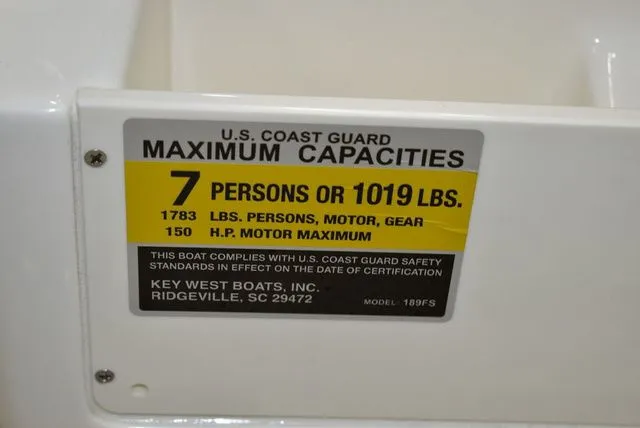 U.S. COAST GUARD
MAXIMUM CAPACITIES
7 PERSONS OR 1019 LBS.
1783 LBS. PERSONS, MOTOR, GEAR
150 H.P. MOTOR MAXIMUM
THIS BOAT COMPLIES WITH U.S. COAST GUARD SAFETY
STANDARDS IN EFFECT ON THE DATE OF CERTIFICATION
KEY WEST BOATS, INC.
RIDGEVILLE, SC 29472 MODEL: 189FS